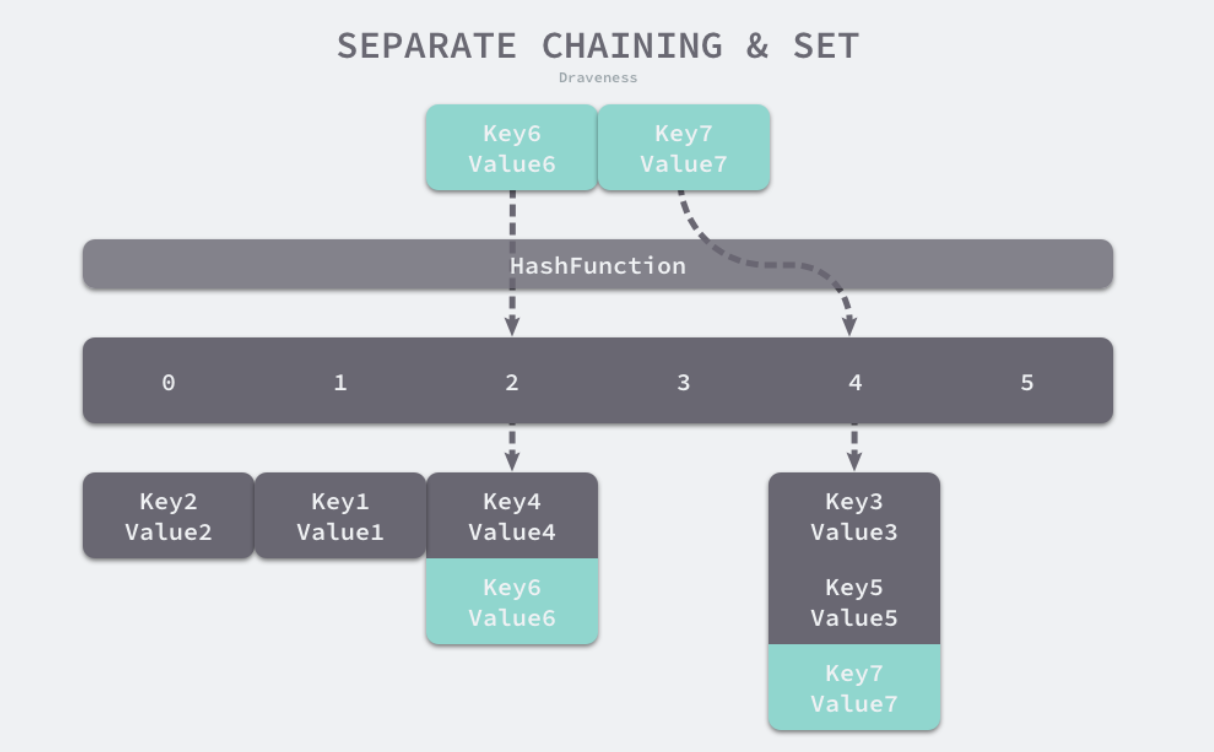 SEPARATE CHAINING & SET
Draveness
Key6
Value6
Key7
Value7
HashFunction
0 1 2 3 4 5
Key2
Value2
Key1
Value1
Key4
Value4
Key6
Value6
Key3
Value3
Key5
Value5
Key7
Value7